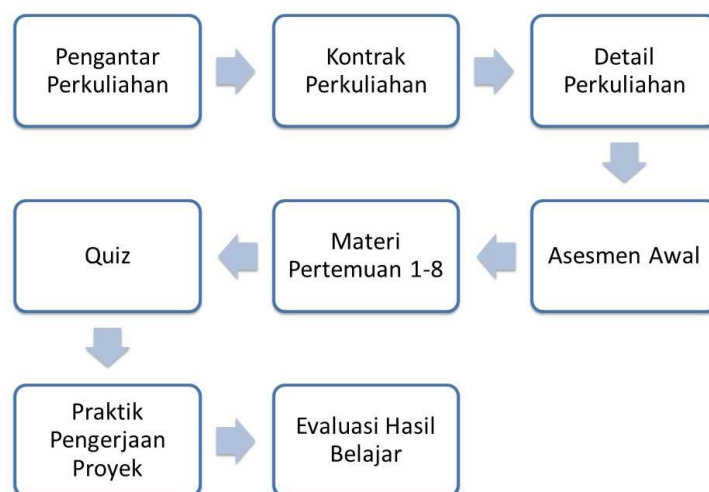 Pengantar
Perkuliahan
Kontrak
Perkuliahan
Detail
Perkuliahan
Asesmen Awal
Materi
Pertemuan 1-8
Quiz
Praktik
Pengerjaan
Proyek
Evaluasi Hasil
Belajar